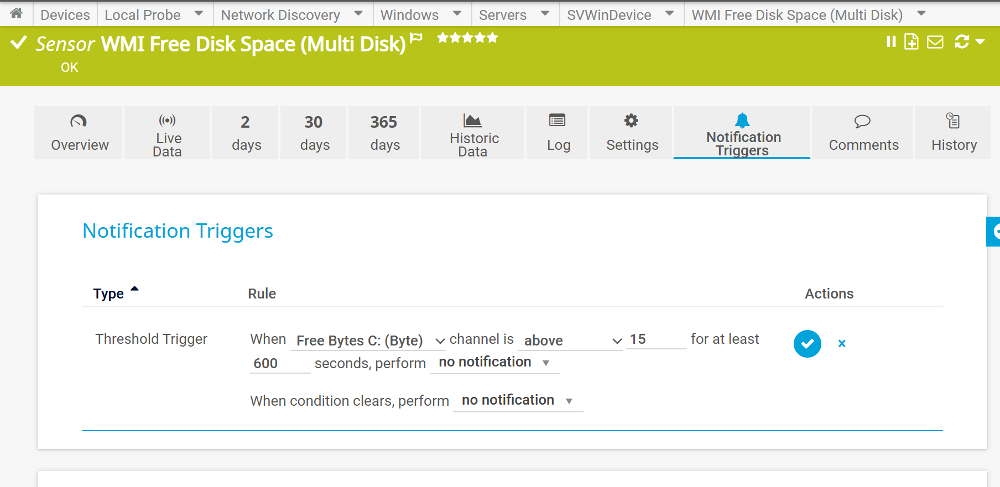 Devices Local Probe Network Discovery Windows Servers SVWinDevice WMI Free Disk Space (Multi Disk)
Sensor WMI Free Disk Space (Multi Disk)
OK
Overview
Live
Data
2
days
30
days
365
days
Historic
Data
Log
Settings
Notification
Triggers
Comments
History
Notification Triggers
Type Rule Actions
Threshold Trigger When Free Bytes C: (Byte) channel is above 15 for at least
600 seconds, perform no notification
When condition clears, perform no notification